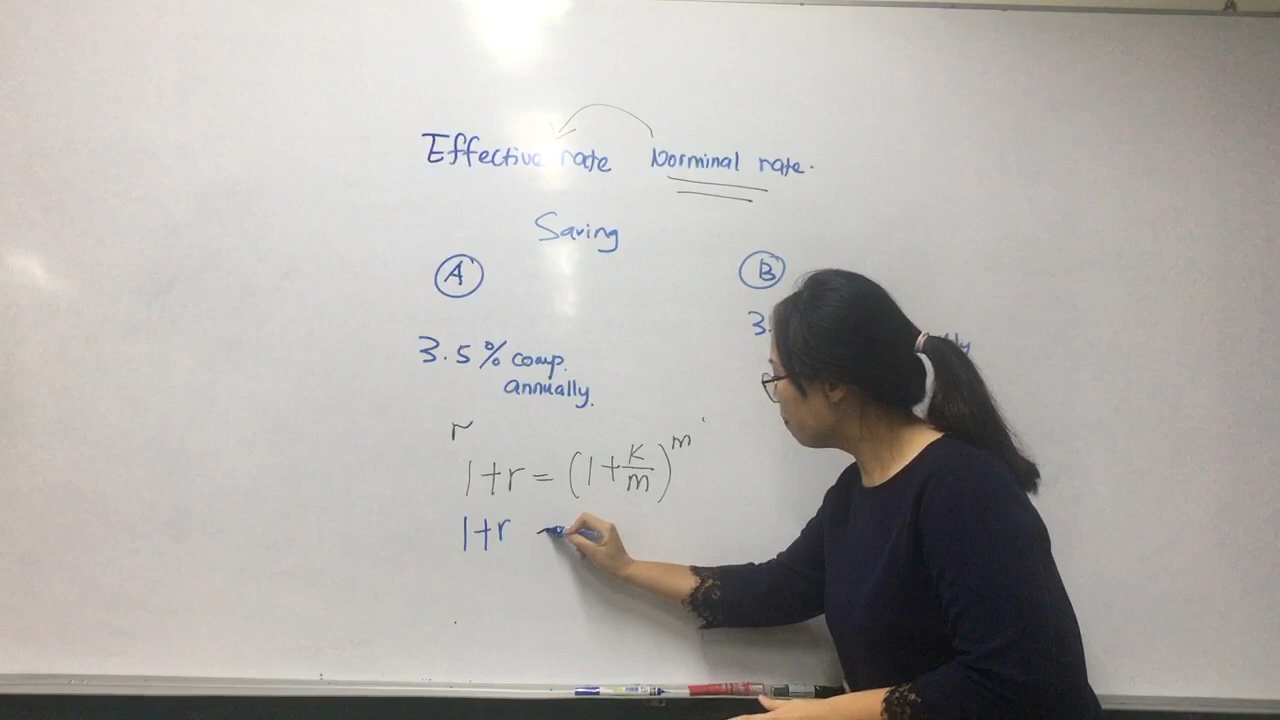 Effective rate Norminal rate.
Saving
A B
3.5% comp. 3.
annually.
r
1+r = (1+K/m)^m
1+r